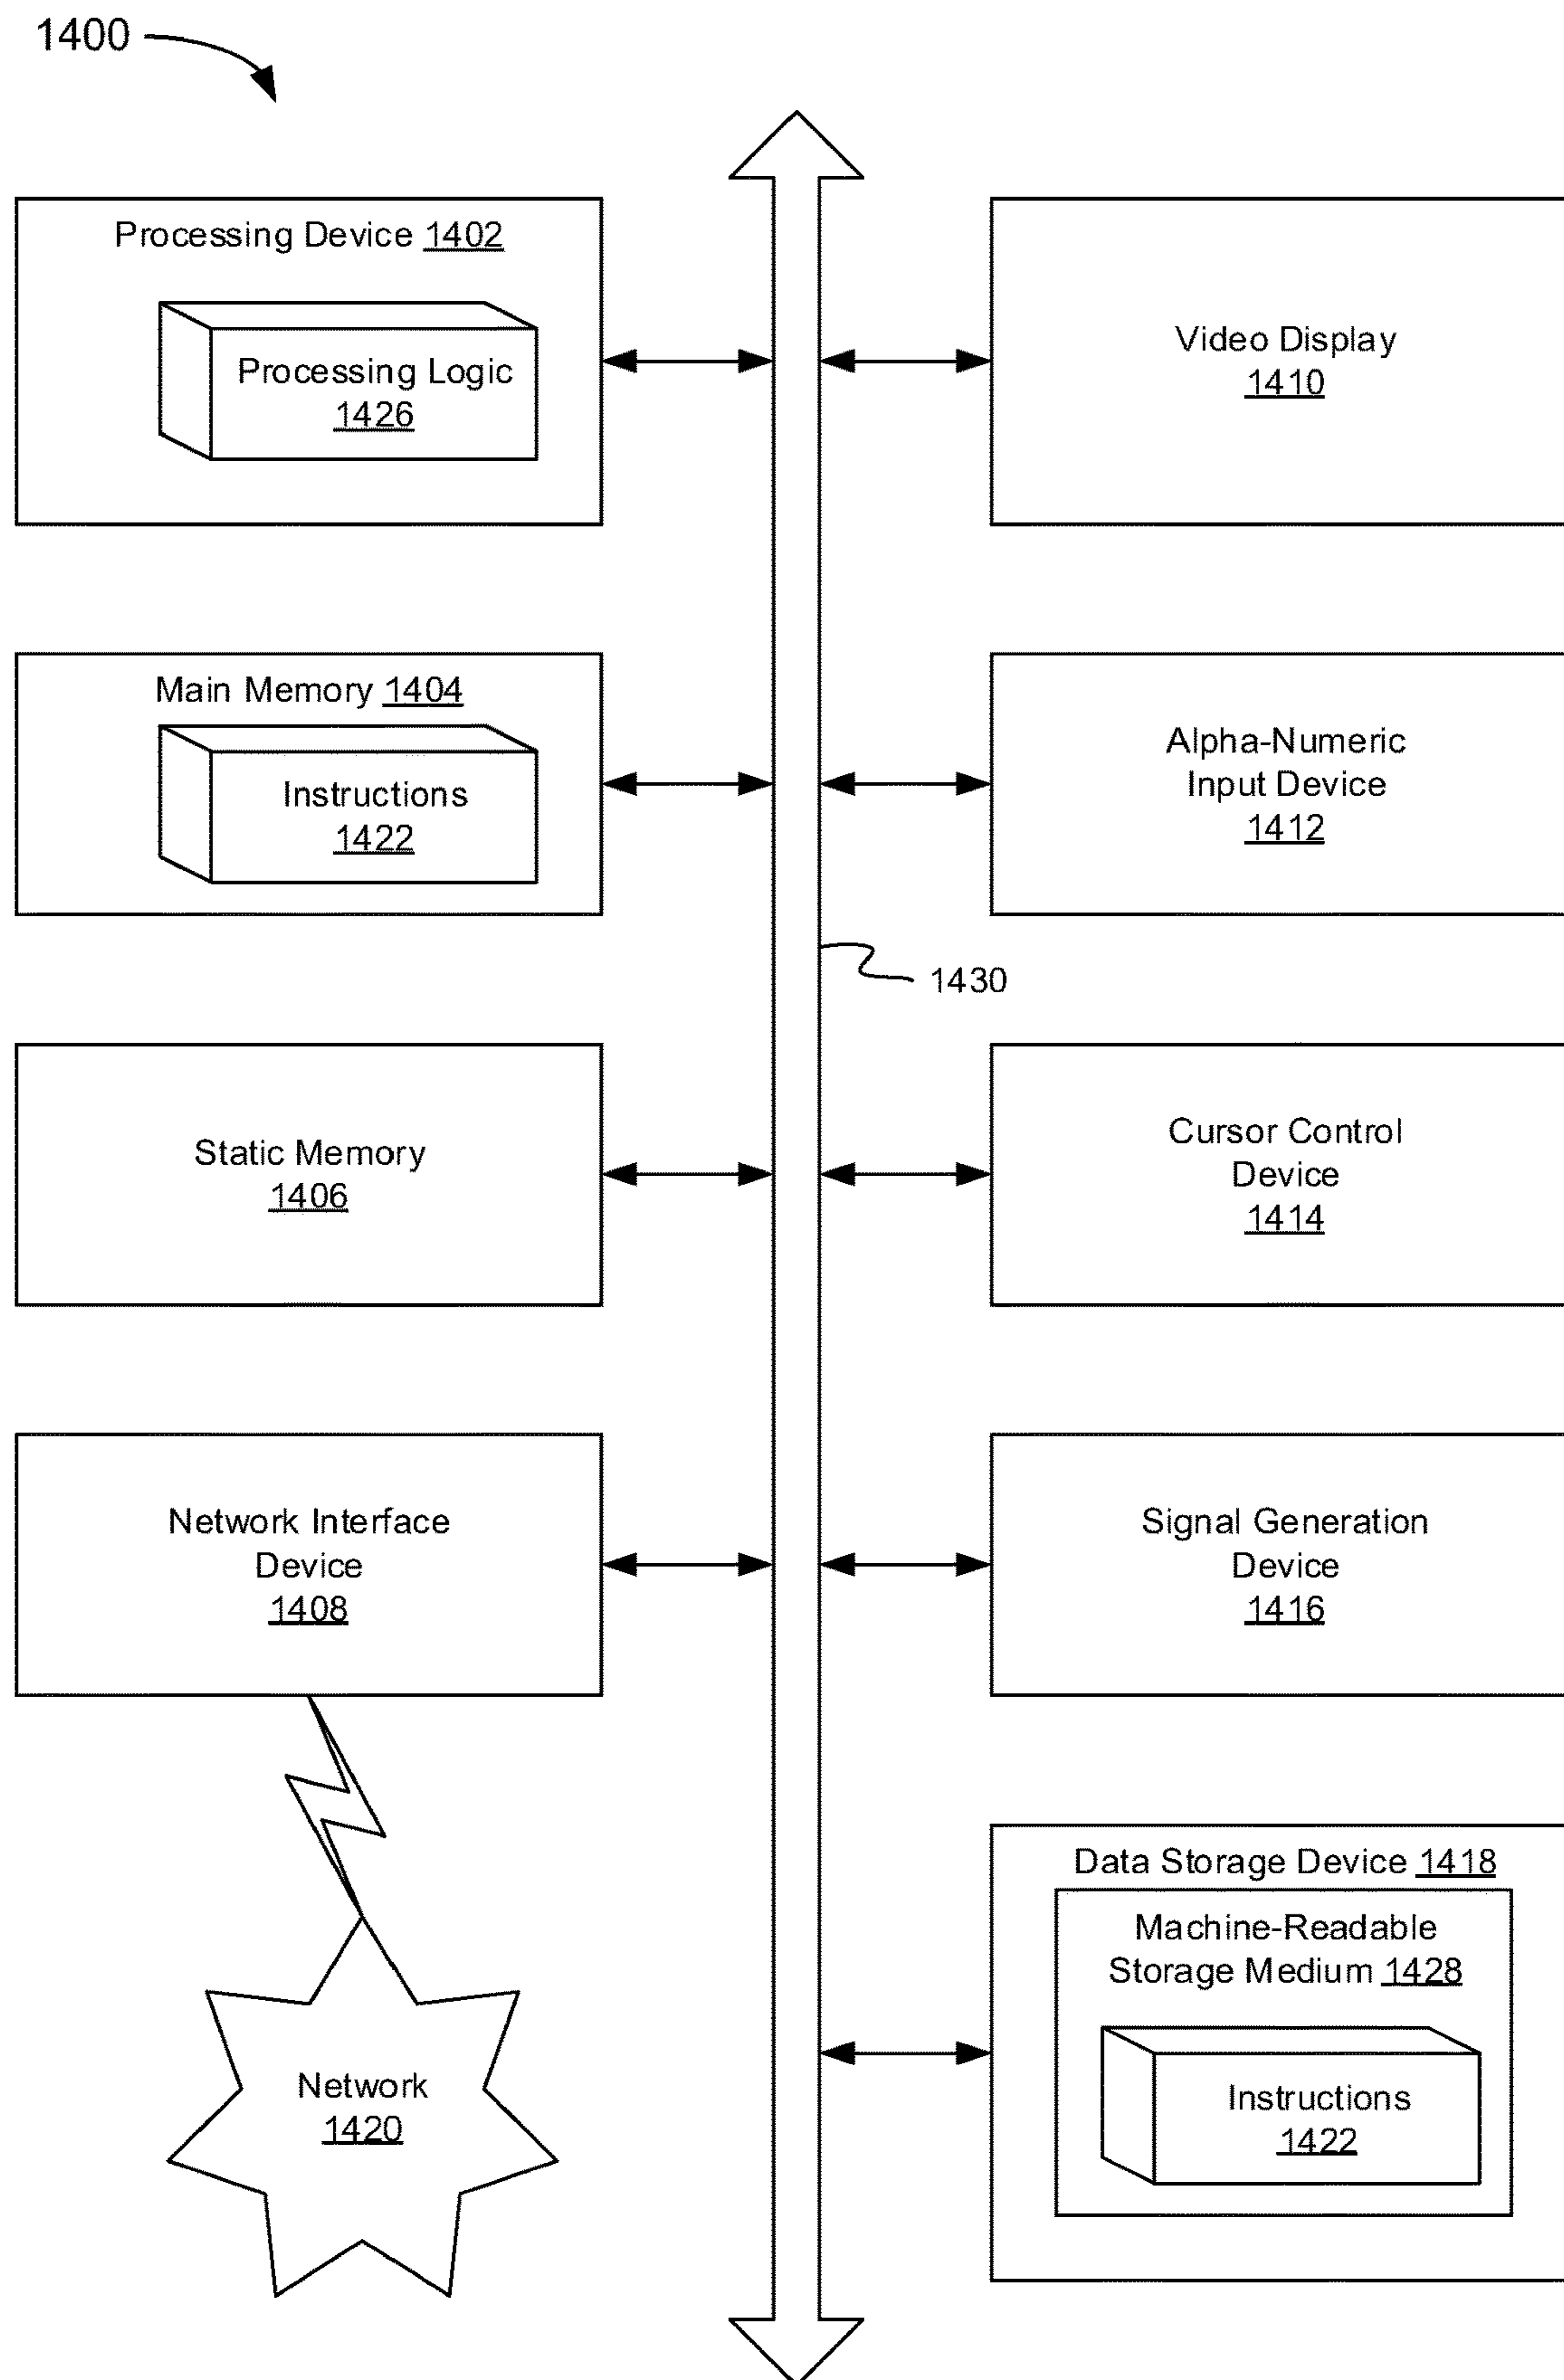 1400
Processing Device 1402
Processing Logic
1426
Video Display
1410
Main Memory 1404
Instructions
1422
Alpha-Numeric
Input Device
1412
1430
Static Memory
1406
Cursor Control
Device
1414
Network Interface
Device
1408
Signal Generation
Device
1416
Data Storage Device 1418
Machine-Readable
Storage Medium 1428
Instructions
1422
Network
1420